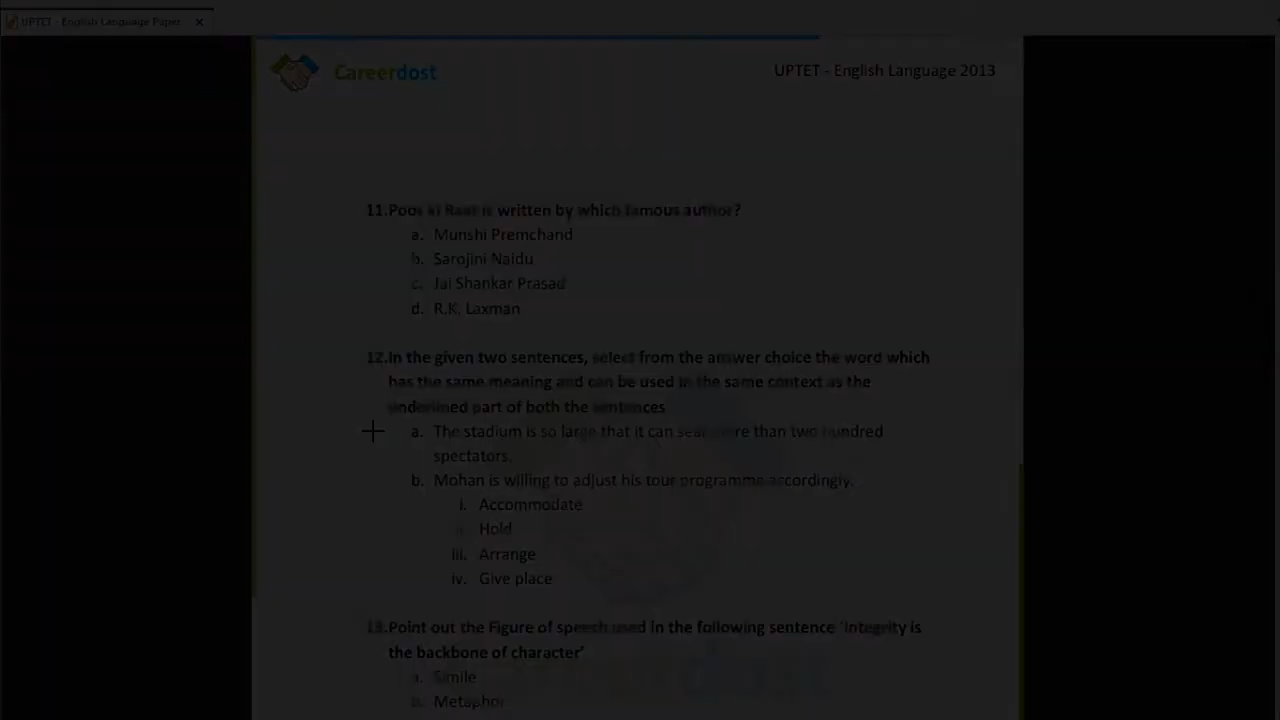 UPTET - English Language Paper
Careerdost
UPTET - English Language 2013
11.Poos ki Raat is written by which famous author?
a. Munshi Premchand
b. Sarojini Naidu
c. Jai Shankar Prasad
d. R.K. Laxman
12.In the given two sentences, select from the answer choice the word which
has the same meaning and can be used in the same context as the
underlined part of both the sentences
a. The stadium is so large that it can seat more than two hundred
spectators.
b. Mohan is willing to adjust his tour programme accordingly.
i. Accommodate
ii. Hold
iii. Arrange
iv. Give place
13.Point out the Figure of speech used in the following sentence 'Integrity is
the backbone of character'
a. Simile
b. Metaphor